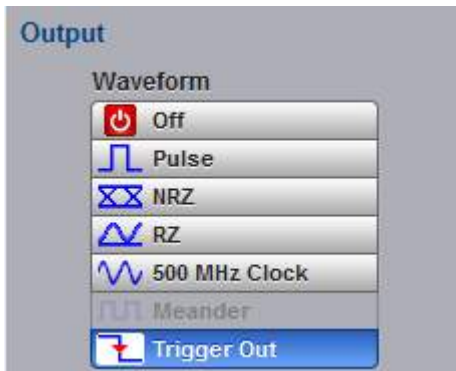 Output
Waveform
Off
Pulse
NRZ
RZ
500 MHz Clock
Meander
Trigger Out